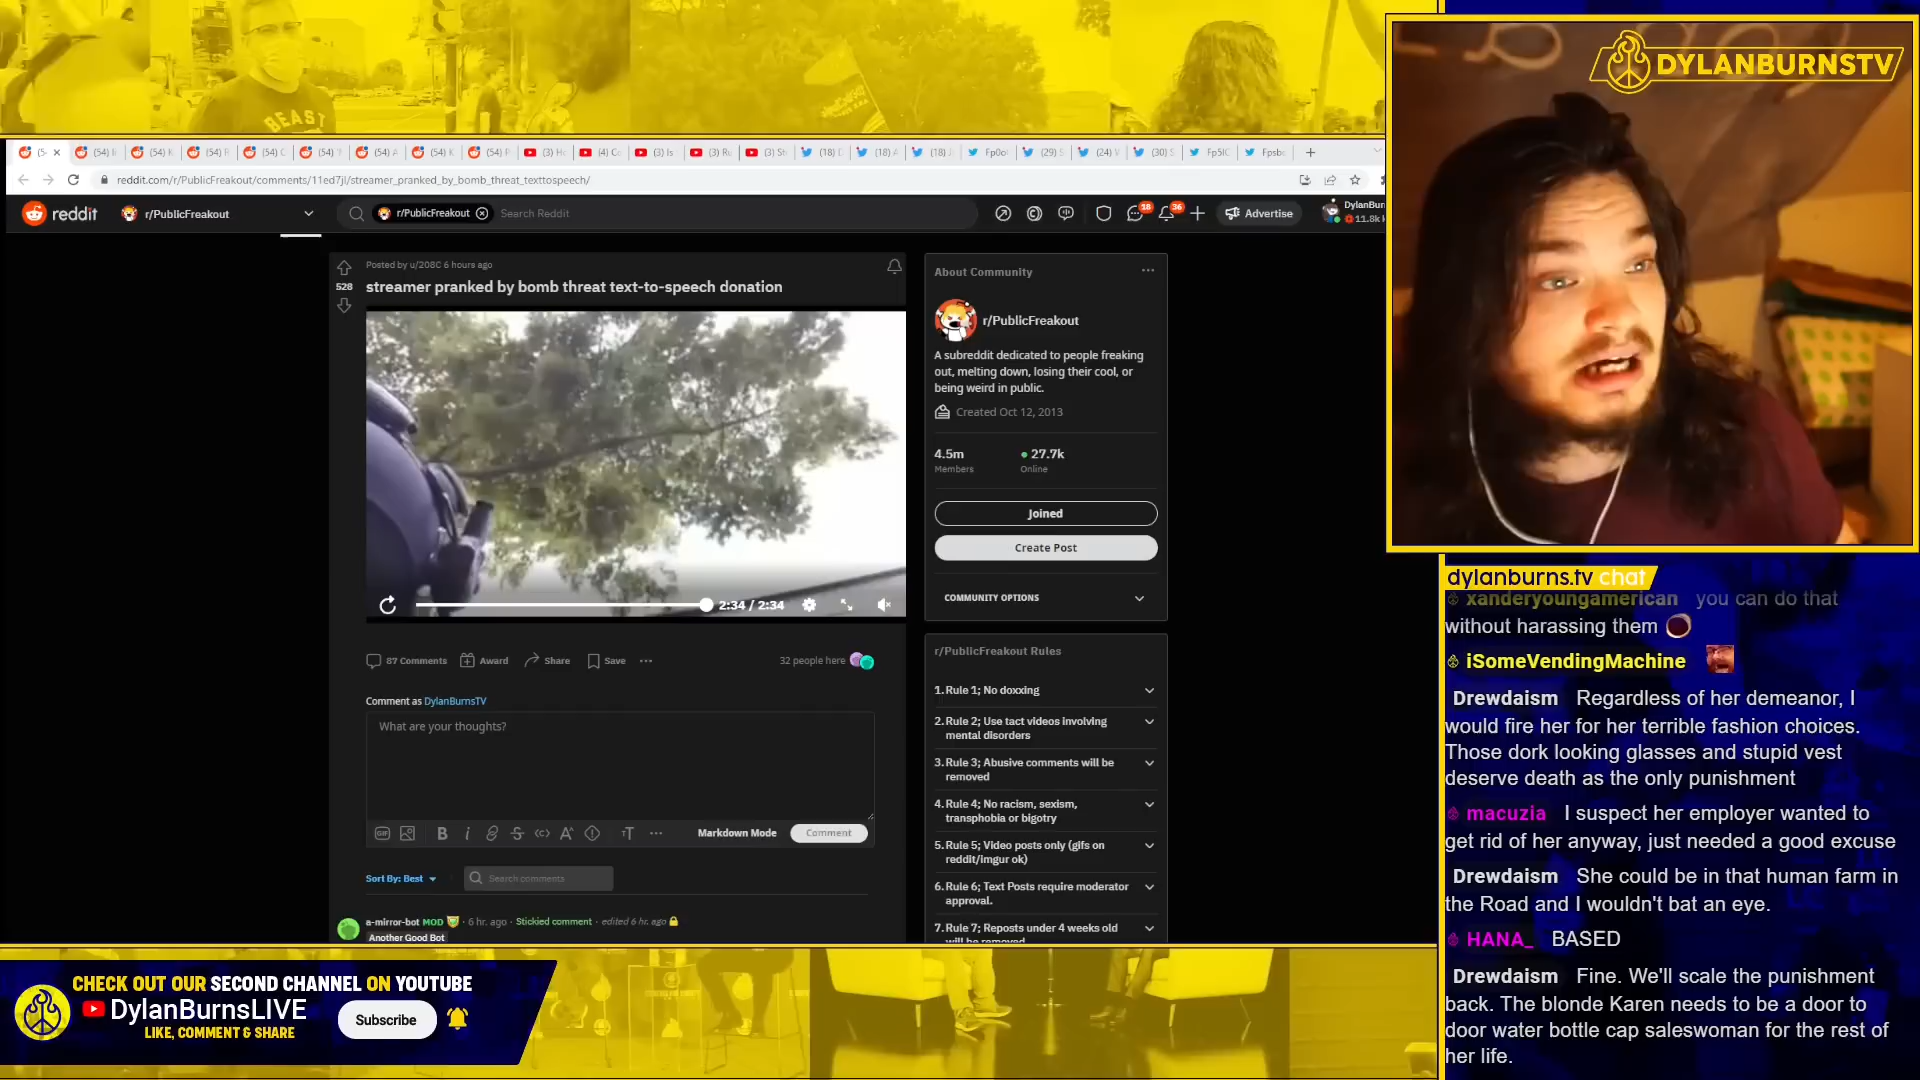 BEAST
DYLANBURNSTV
reddit.com/r/PublicFreakout/comments/11ed7jl/streamer_pranked_by_bomb_threat_texttospeech/
reddit
r/PublicFreakout
r/PublicFreakout
Search Reddit
18
36
Advertise
DylanBurn
11.8k k
Posted by u/208C 6 hours ago
528
streamer pranked by bomb threat text-to-speech donation
2:34 / 2:34
87 Comments
Award
Share
Save
32 people here
Comment as DylanBurnsTV
What are your thoughts?
Markdown Mode
Comment
Sort By: Best
Search comments
a-mirror-bot MOD · 6 hr. ago · Stickied comment · edited 6 hr. ago
Another Good Bot
About Community
r/PublicFreakout
A subreddit dedicated to people freaking
out, melting down, losing their cool, or
being weird in public.
Created Oct 12, 2013
4.5m
Members
27.7k
Online
Joined
Create Post
COMMUNITY OPTIONS
r/PublicFreakout Rules
1. Rule 1; No doxxing
2. Rule 2; Use tact videos involving
mental disorders
3. Rule 3; Abusive comments will be
removed
4. Rule 4; No racism, sexism,
transphobia or bigotry
5. Rule 5; Video posts only (gifs on
reddit/imgur ok)
6. Rule 6; Text Posts require moderator
approval.
7. Rule 7; Reposts under 4 weeks old
will be removed
dylanburns.tv chat
xanderyoungamerican you can do that
without harassing them
iSomeVendingMachine
Drewdaism Regardless of her demeanor, I
would fire her for her terrible fashion choices.
Those dork looking glasses and stupid vest
deserve death as the only punishment
macuzia I suspect her employer wanted to
get rid of her anyway, just needed a good excuse
Drewdaism She could be in that human farm in
the Road and I wouldn't bat an eye.
HANA_ BASED
Drewdaism Fine. We'll scale the punishment
back. The blonde Karen needs to be a door to
door water bottle cap saleswoman for the rest of
her life.
CHECK OUT OUR SECOND CHANNEL ON YOUTUBE
DylanBurnsLIVE
LIKE, COMMENT & SHARE
Subscribe